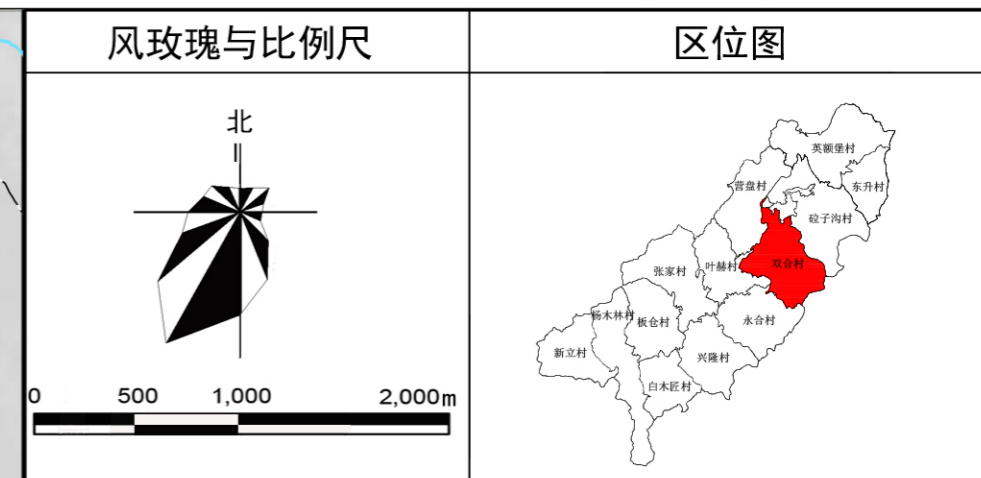 风玫瑰与比例尺
区位图
北
0 500 1,000 2,000m
英额堡村
营盘村
东升村
砬子沟村
双合村
叶赫村
张家村
杨木林村
板仓村
永合村
新立村
兴隆村
白木匠村